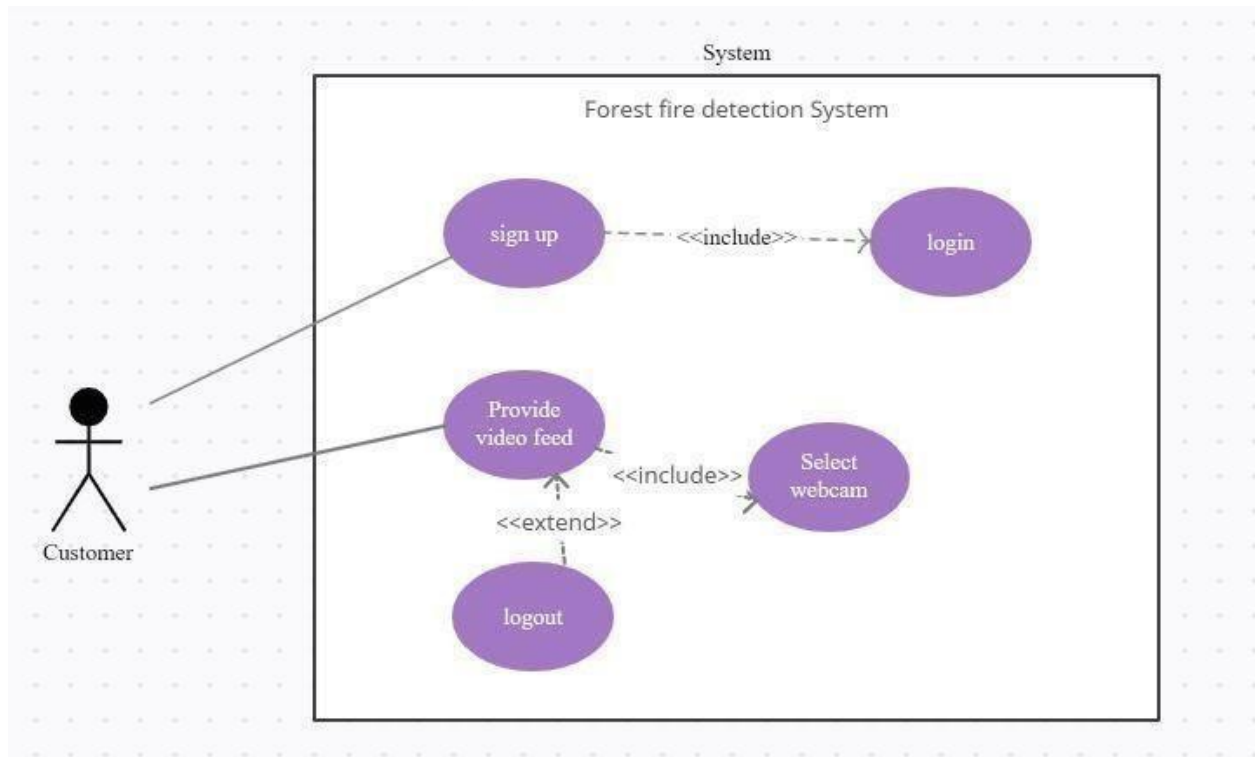 System
Forest fire detection System
sign up
<<include>>
login
Provide
video feed
<<include>>
Select
webcam
<<extend>>
logout
Customer